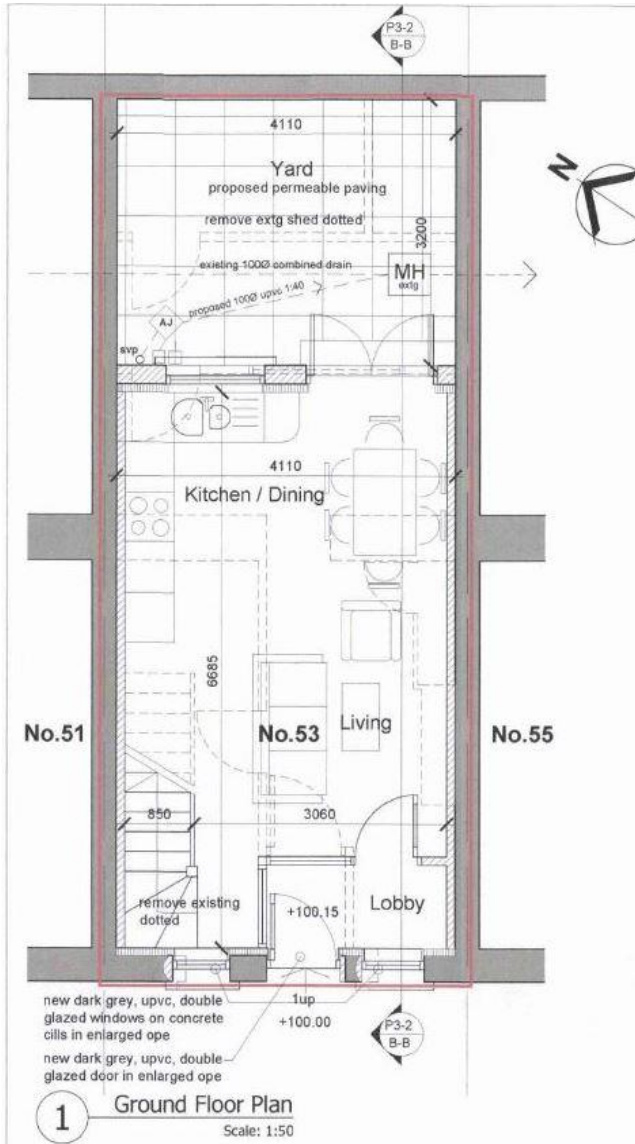 P3-2
B-B
4110
Yard
proposed permeable paving
remove extg shed dotted
3200
N
existing 100Ø combined drain
MH
extg
proposed 100Ø upvc 1:40
AJ
svp
4110
Kitchen / Dining
6685
No.51
No.53
Living
No.55
850
3060
remove existing
dotted
+100.15
Lobby
new dark grey, upvc, double
glazed windows on concrete
cills in enlarged ope
1up
+100.00
P3-2
B-B
new dark grey, upvc, double
glazed door in enlarged ope
1
Ground Floor Plan
Scale: 1:50